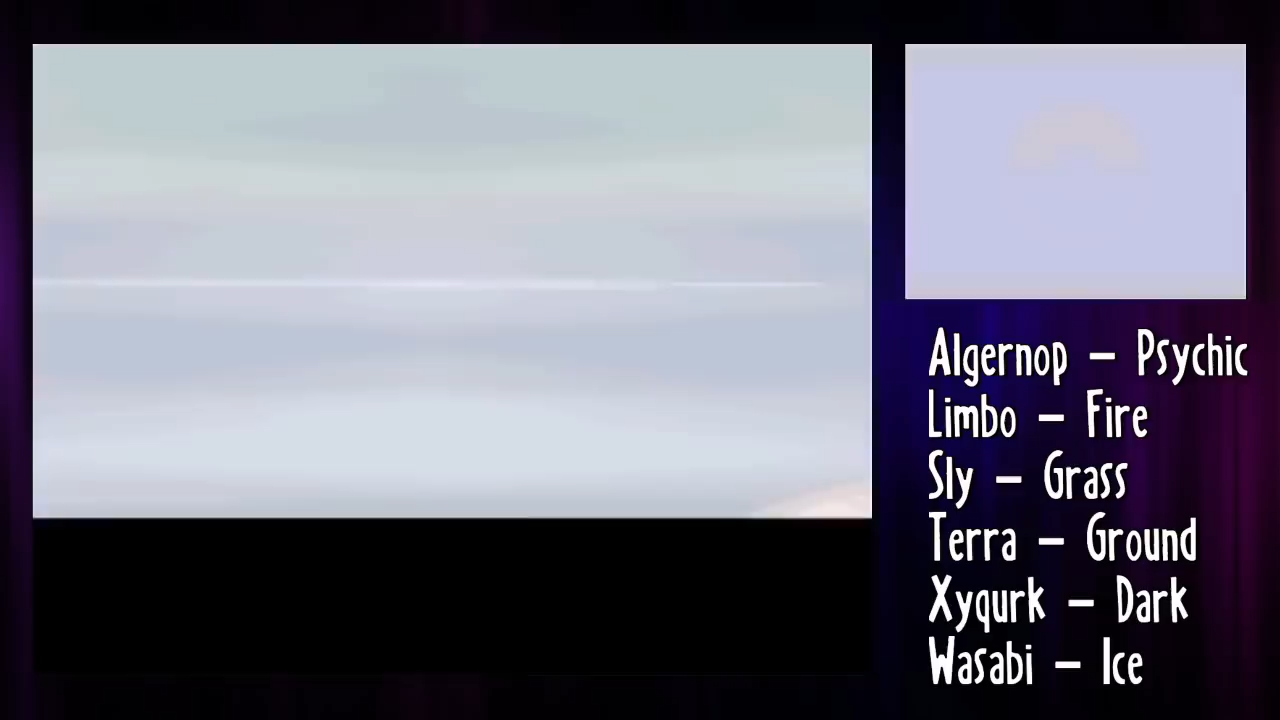 Algernop – Psychic
Limbo – Fire
Sly – Grass
Terra – Ground
Xyqurk – Dark
Wasabi – Ice